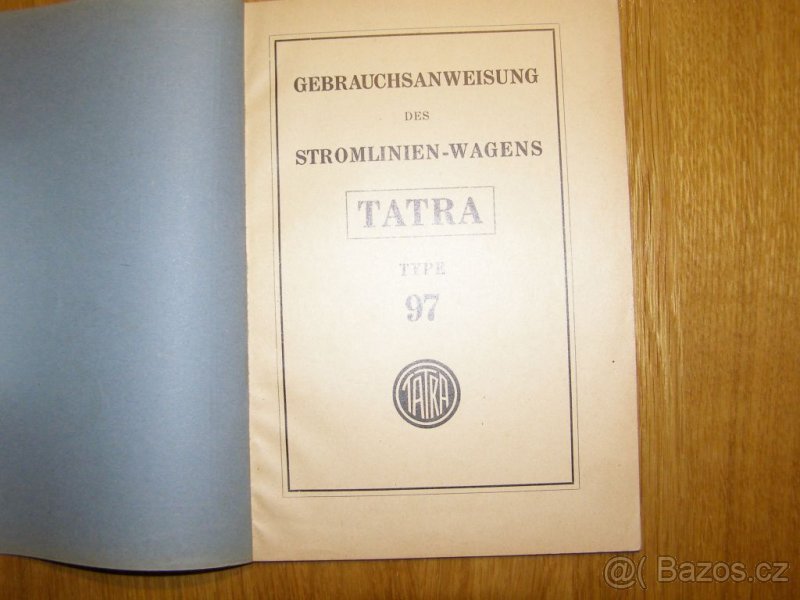 GEBRAUCHSANWEISUNG
DES
STROMLINIEN-WAGENS
TATRA
TYPE
97
TATRA
@( Bazos.cz